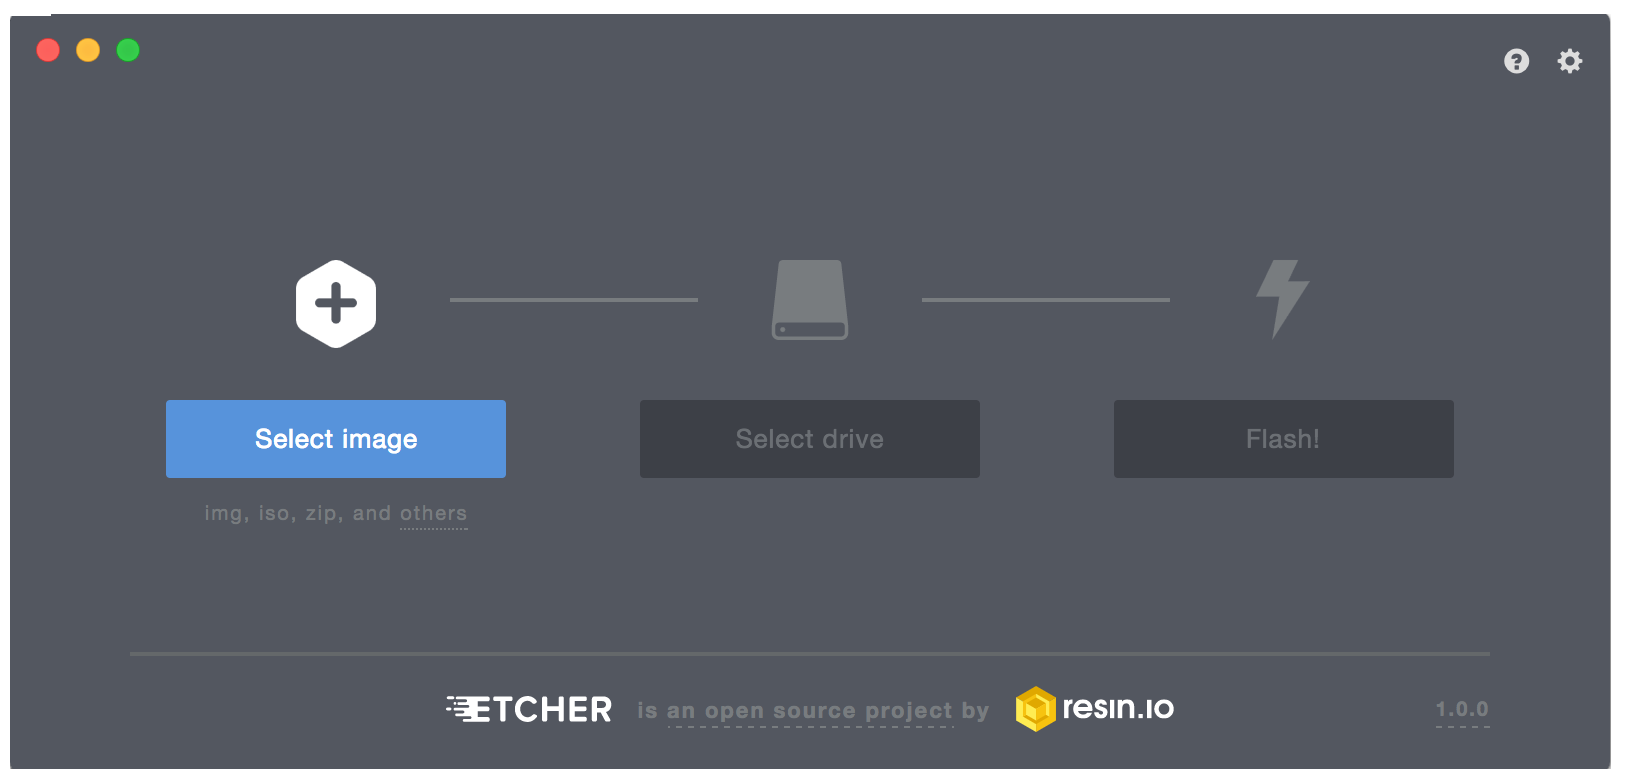 Select image
Select drive
Flash!
img, iso, zip, and others
ETCHER is an open source project by resin.io
1.0.0